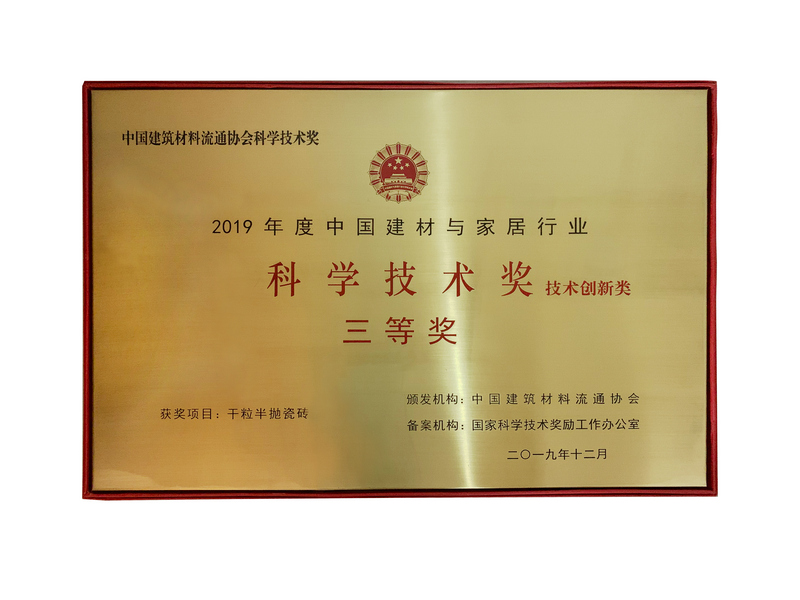 中国建筑材料流通协会科学技术奖
2019年度中国建材与家居行业
科学技术奖 技术创新类
三等奖
获奖项目：干粒半抛瓷砖
颁发机构：中国建筑材料流通协会
备案机构：国家科学技术奖励工作办公室
二〇一九年十二月